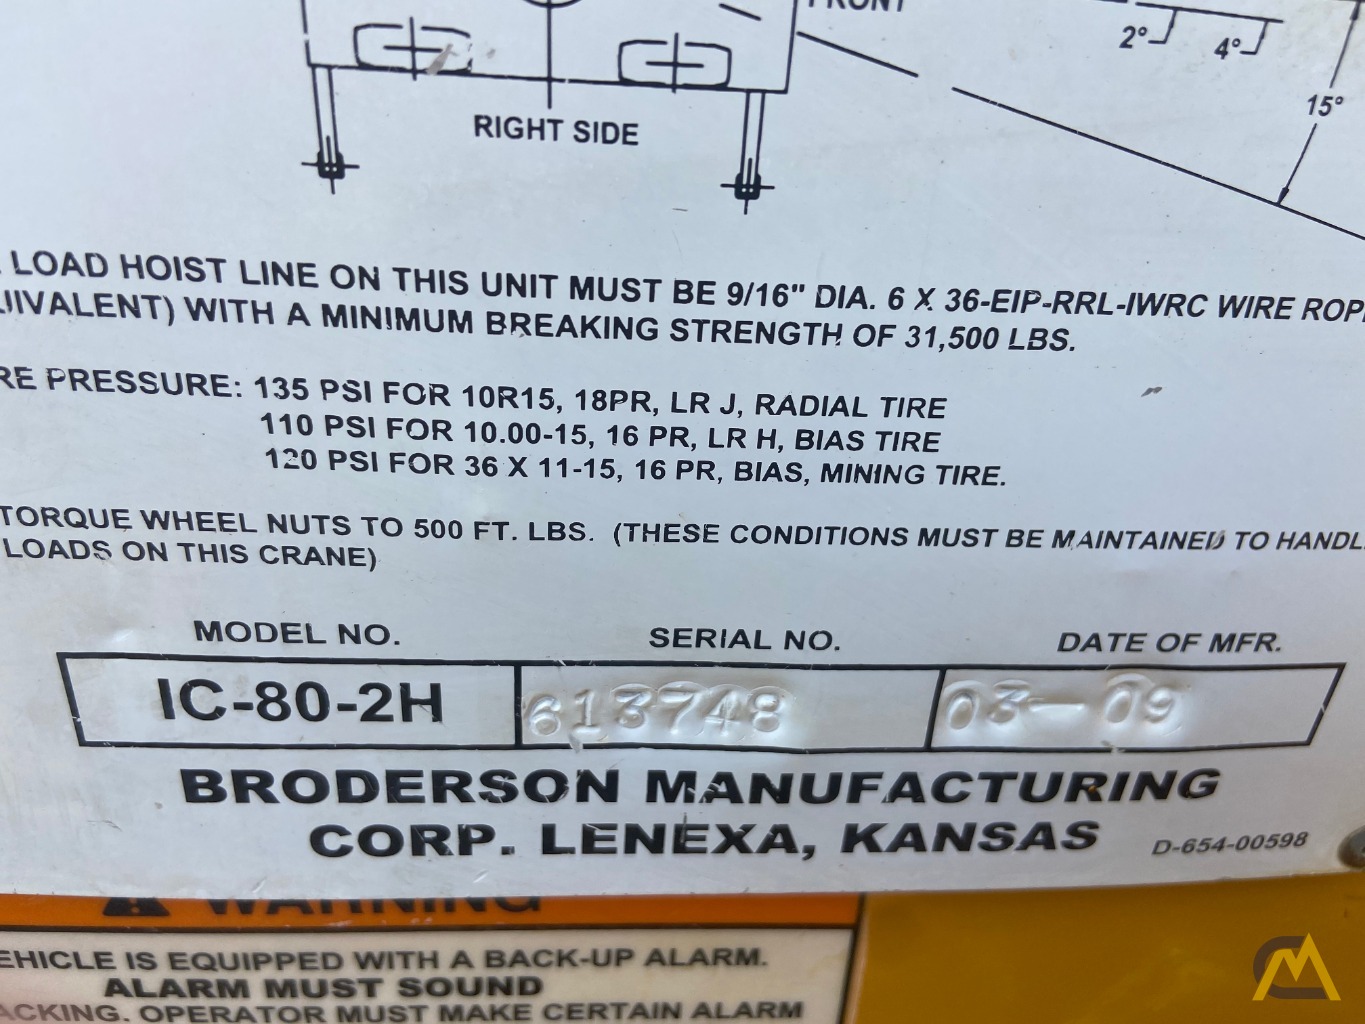 FRONT
2°
4°
15°
RIGHT SIDE
LOAD HOIST LINE ON THIS UNIT MUST BE 9/16" DIA. 6 X 36-EIP-RRL-IWRC WIRE ROP
UIVALENT) WITH A MINIMUM BREAKING STRENGTH OF 31,500 LBS.
RE PRESSURE: 135 PSI FOR 10R15, 18PR, LR J, RADIAL TIRE
110 PSI FOR 10.00-15, 16 PR, LR H, BIAS TIRE
120 PSI FOR 36 X 11-15, 16 PR, BIAS, MINING TIRE.
TORQUE WHEEL NUTS TO 500 FT. LBS. (THESE CONDITIONS MUST BE MAINTAINED TO HANDL
LOADS ON THIS CRANE)
MODEL NO. SERIAL NO. DATE OF MFR.
IC-80-2H 613748 03-09
BRODERSON MANUFACTURING
CORP. LENEXA, KANSAS D-654-00598
WARNING
EHICLE IS EQUIPPED WITH A BACK-UP ALARM.
ALARM MUST SOUND
ACKING. OPERATOR MUST MAKE CERTAIN ALARM
CM